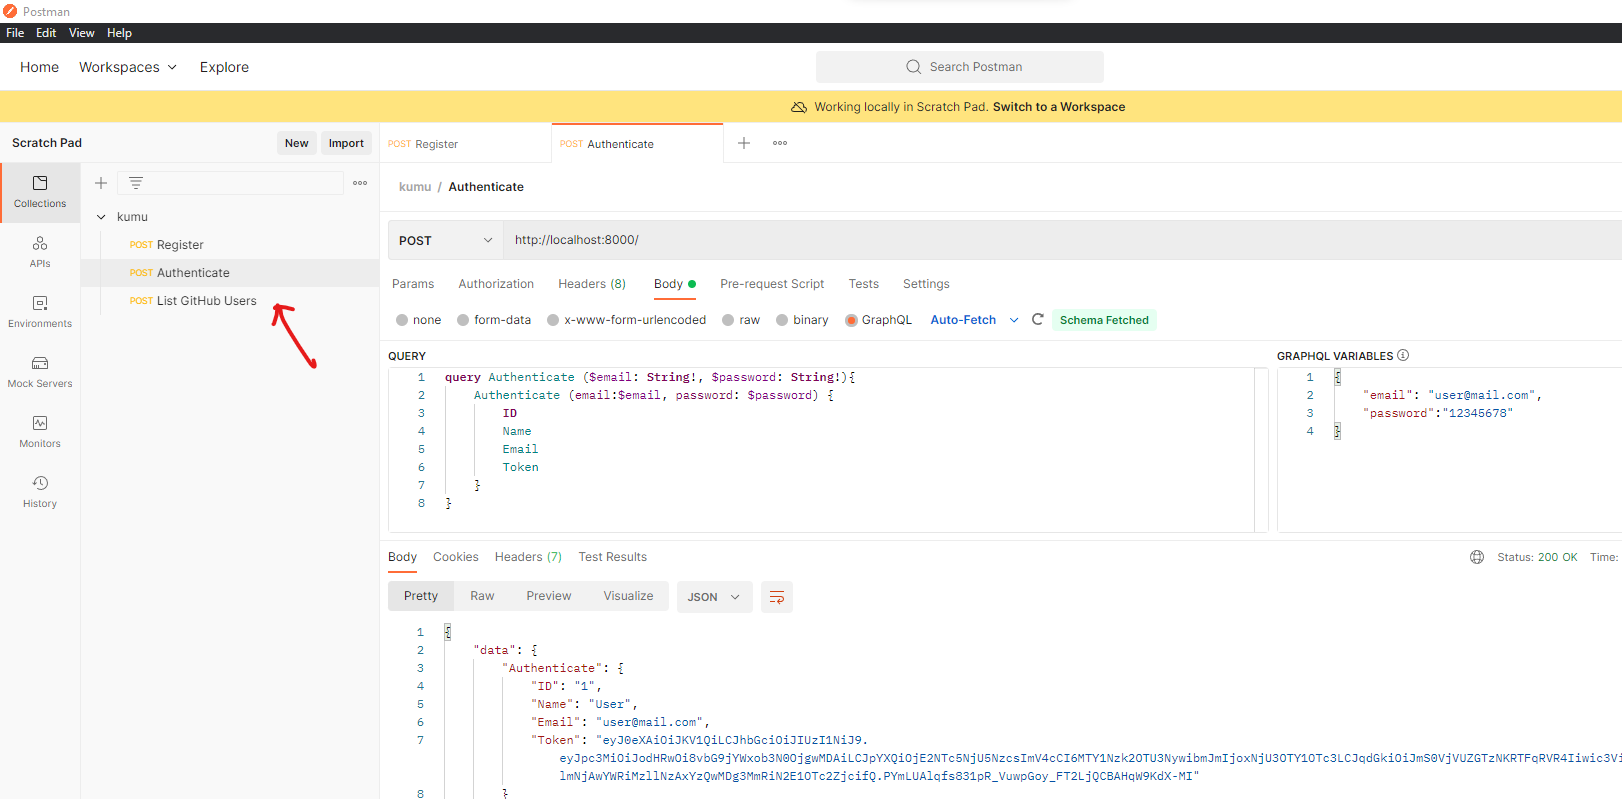 Postman
File Edit View Help
Home Workspaces Explore Search Postman
Working locally in Scratch Pad. Switch to a Workspace
Scratch Pad New Import
POST Register POST Authenticate
Collections
APIs
Environments
Mock Servers
Monitors
History
kumu
POST Register
POST Authenticate
POST List GitHub Users
kumu / Authenticate
POST http://localhost:8000/
Params Authorization Headers (8) Body Pre-request Script Tests Settings
none form-data x-www-form-urlencoded raw binary GraphQL Auto-Fetch Schema Fetched
QUERY
1 query Authenticate ($email: String!, $password: String!){
2 Authenticate (email:$email, password: $password) {
3 ID
4 Name
5 Email
6 Token
7 }
8 }
GRAPHQL VARIABLES
1 {
2 "email": "user@mail.com",
3 "password":"12345678"
4 }
Body Cookies Headers (7) Test Results Status: 200 OK Time:
Pretty Raw Preview Visualize JSON
1 {
2 "data": {
3 "Authenticate": {
4 "ID": "1",
5 "Name": "User",
6 "Email": "user@mail.com",
7 "Token": "eyJ0eXAiOiJKV1QiLCJhbGciOiJIUzI1NiJ9.
8 }